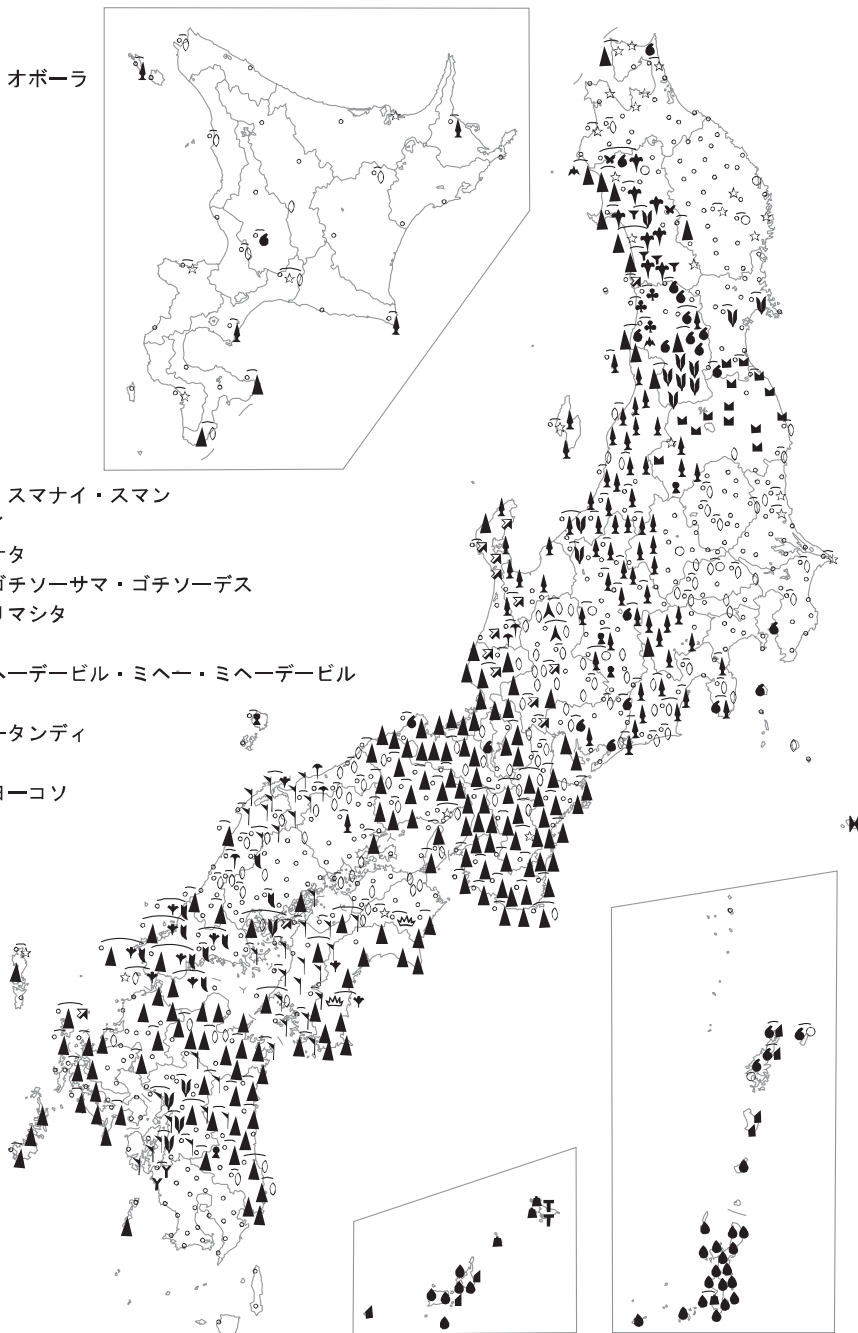 オボーラ
スマナイ・スマン
タ
ゴチソーサマ・ゴチソーデス
リマシタ
ヘーデービル・ミヘー・ミヘーデービル
ータンディ
ヨーコソ